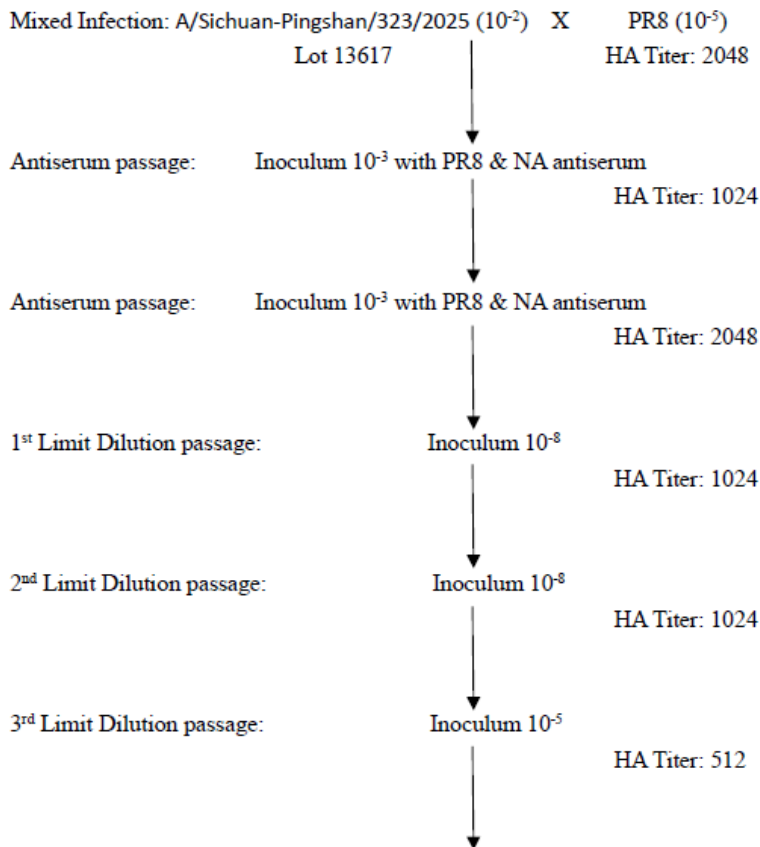 Mixed Infection: A/Sichuan-Pingshan/323/2025 (10⁻²) X PR8 (10⁻⁵)
Lot 13617 HA Titer: 2048
Antiserum passage: Inoculum 10⁻³ with PR8 & NA antiserum
HA Titer: 1024
Antiserum passage: Inoculum 10⁻³ with PR8 & NA antiserum
HA Titer: 2048
1ˢᵗ Limit Dilution passage: Inoculum 10⁻⁸
HA Titer: 1024
2ⁿᵈ Limit Dilution passage: Inoculum 10⁻⁸
HA Titer: 1024
3ʳᵈ Limit Dilution passage: Inoculum 10⁻⁵
HA Titer: 512